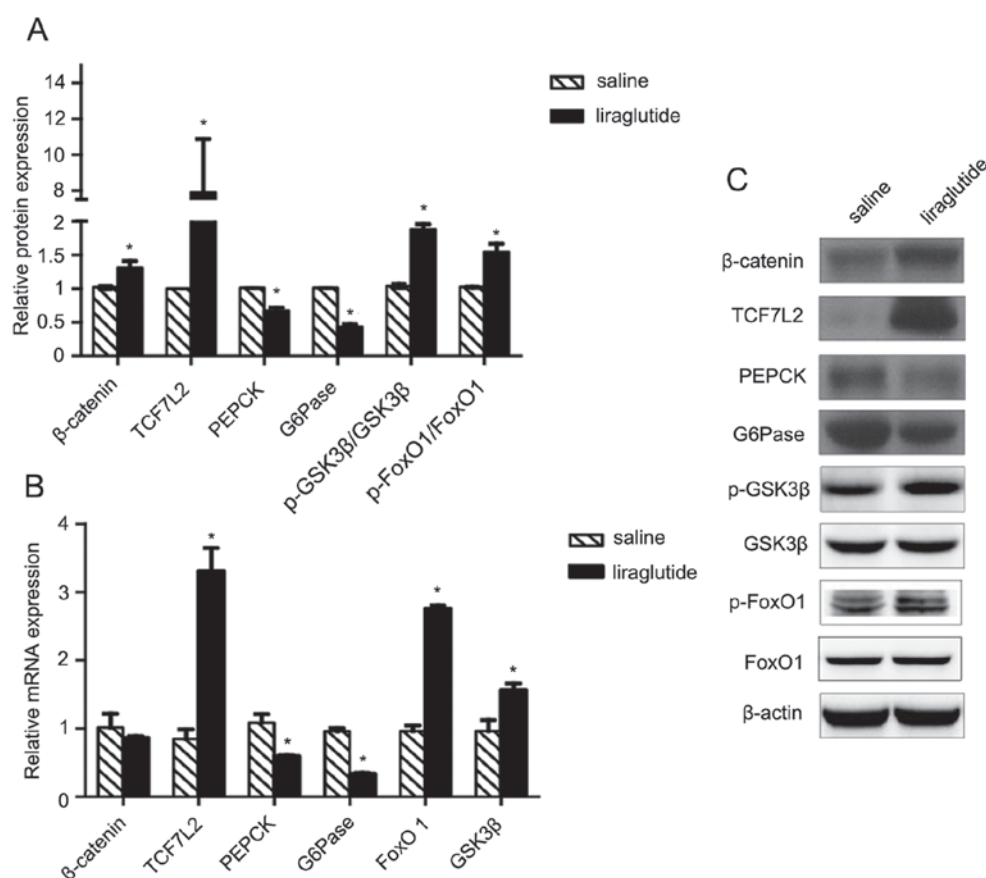 A
Relative protein expression
14
12
10
8
2
1.5
1
0.5
0
* * * * * *
saline
liraglutide
β-catenin
TCF7L2
PEPCK
G6Pase
p-GSK3β/GSK3β
p-FoxO1/FoxO1
B
Relative mRNA expression
4
3
2
1
0
* * * * *
saline
liraglutide
β-catenin
TCF7L2
PEPCK
G6Pase
FoxO 1
GSK3β
C
saline
liraglutide
β-catenin
TCF7L2
PEPCK
G6Pase
p-GSK3β
GSK3β
p-FoxO1
FoxO1
β-actin